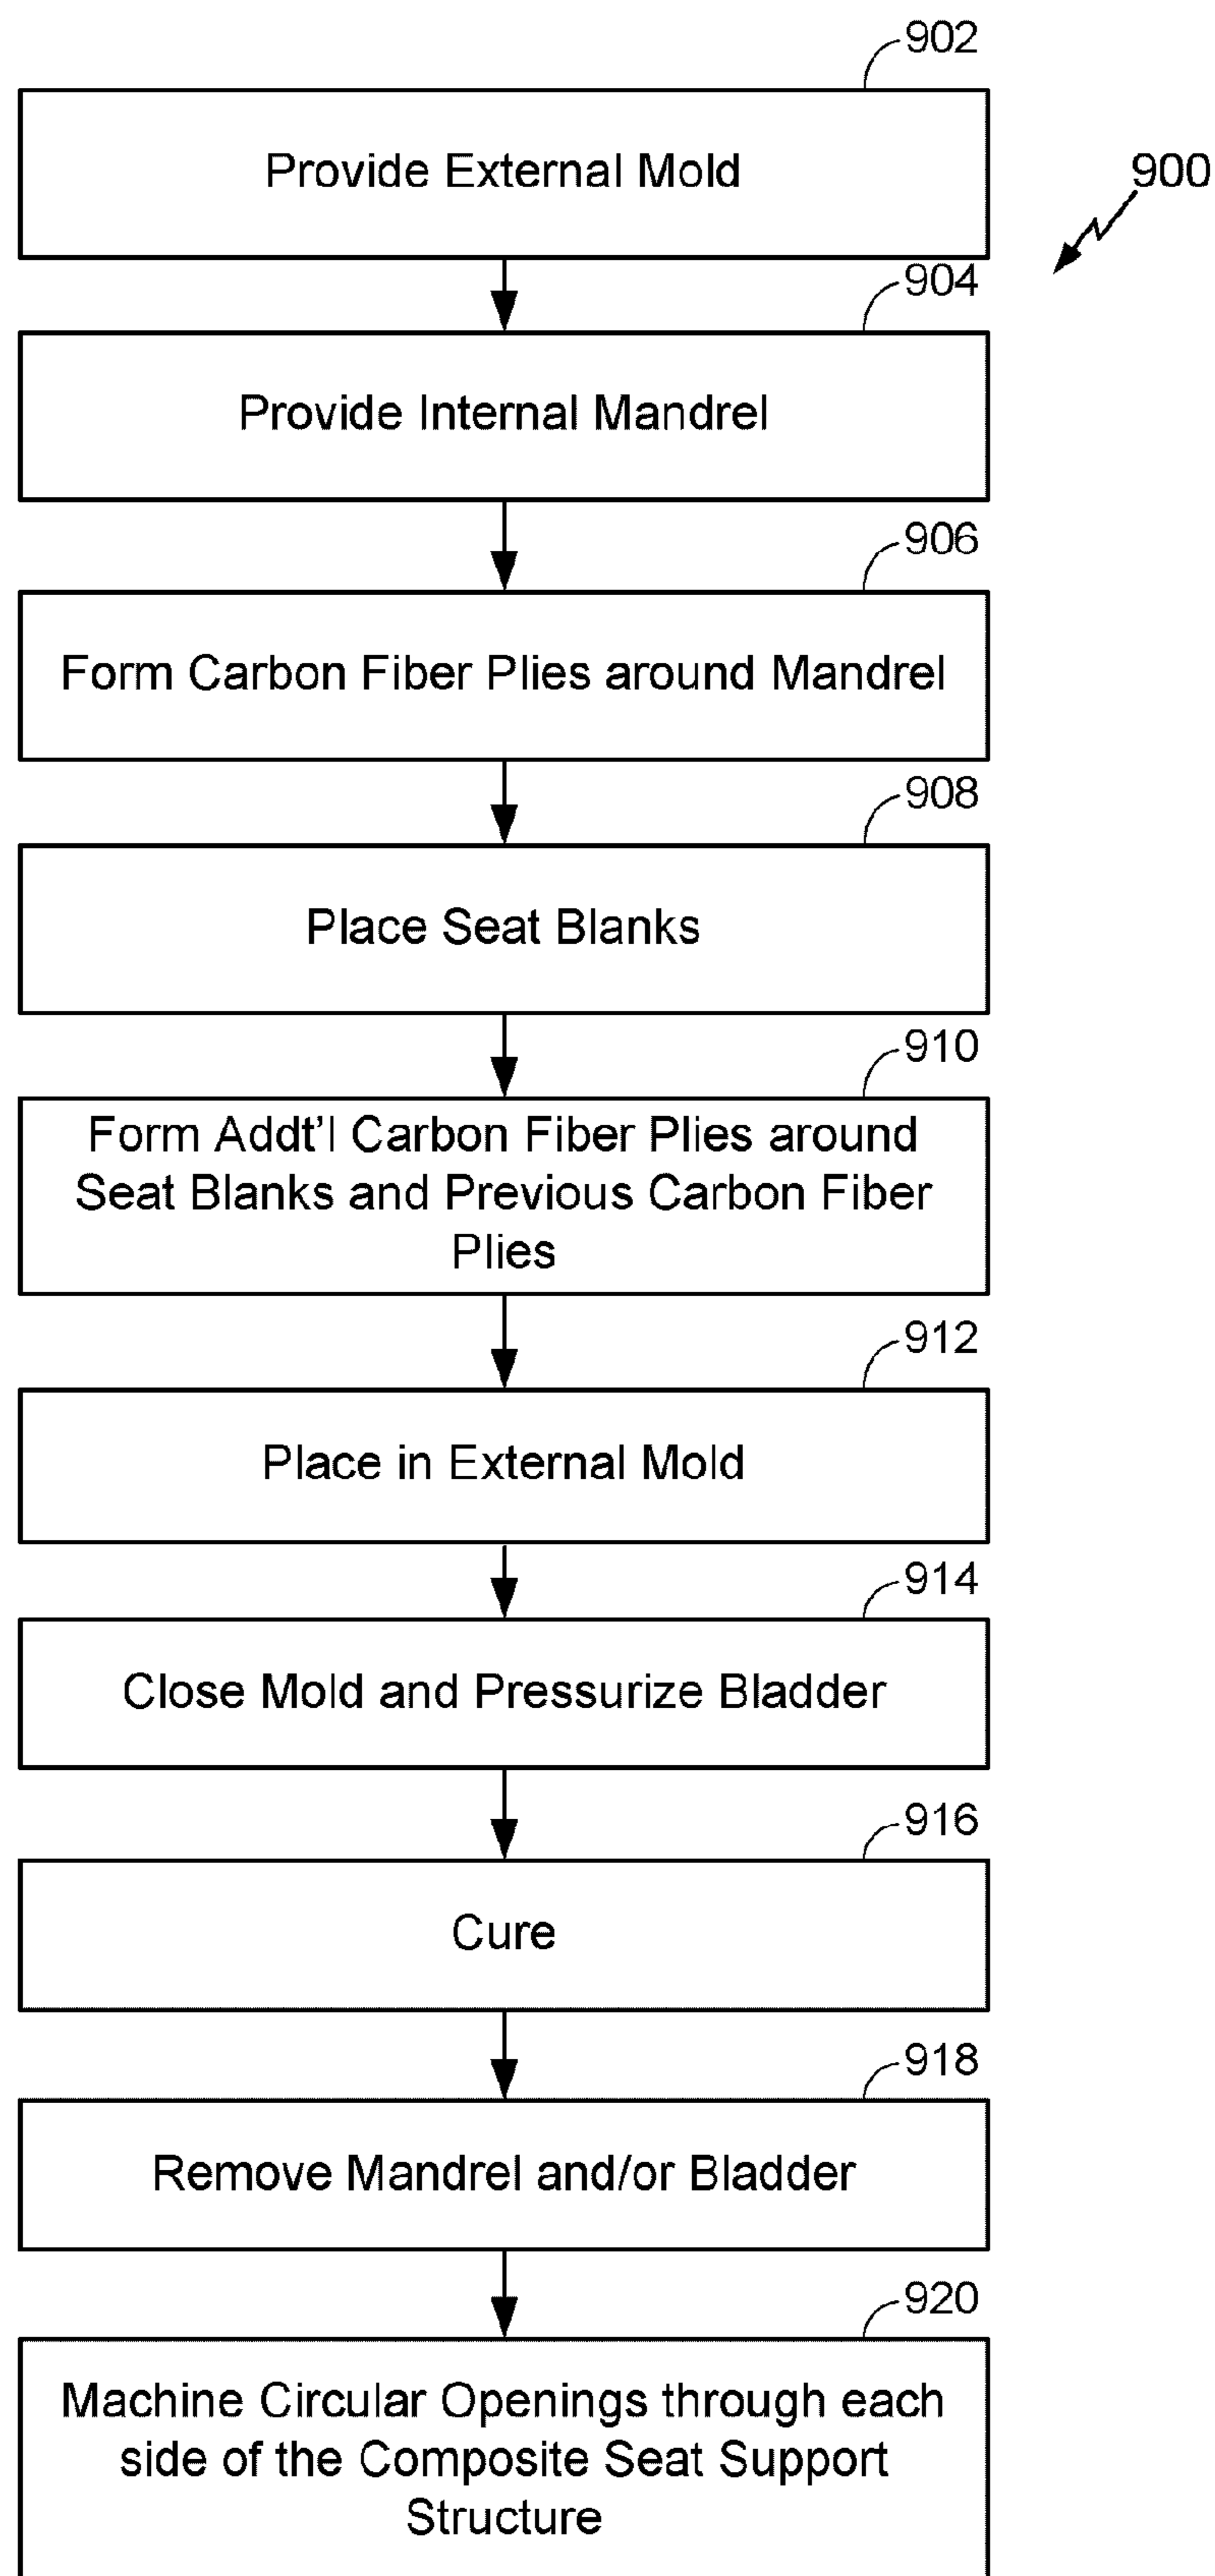 902
Provide External Mold
900
904
Provide Internal Mandrel
906
Form Carbon Fiber Plies around Mandrel
908
Place Seat Blanks
910
Form Addt'l Carbon Fiber Plies around
Seat Blanks and Previous Carbon Fiber
Plies
912
Place in External Mold
914
Close Mold and Pressurize Bladder
916
Cure
918
Remove Mandrel and/or Bladder
920
Machine Circular Openings through each
side of the Composite Seat Support
Structure